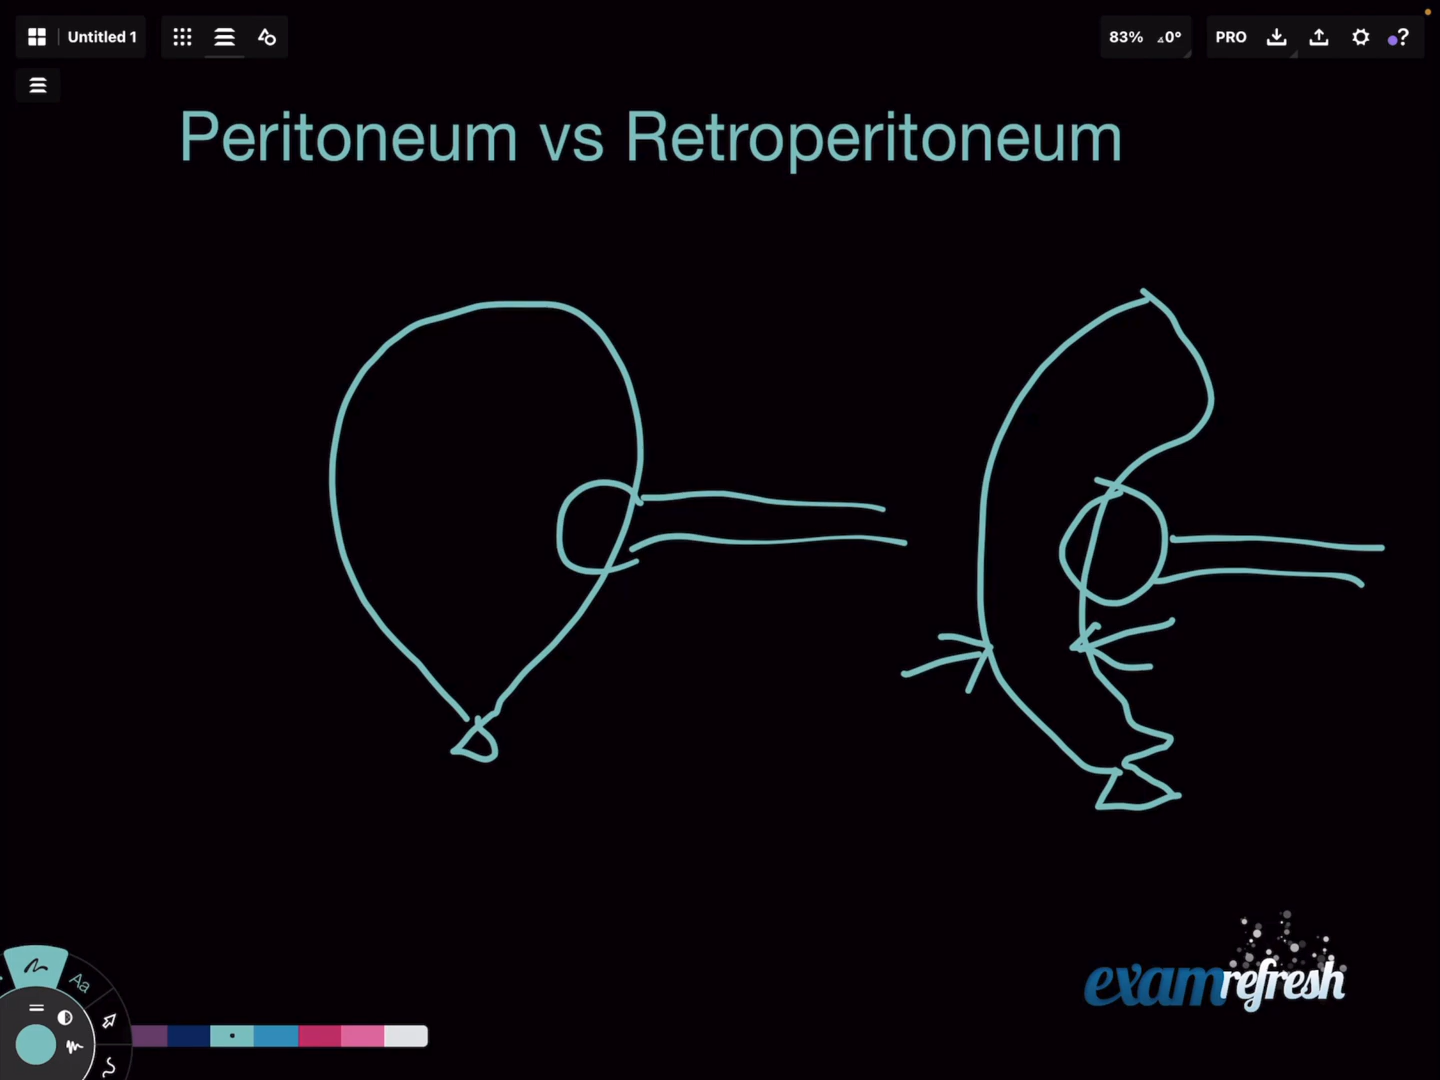 Untitled 1
83% ⊿0° PRO ?
Peritoneum vs Retroperitoneum
examrefresh
Aa